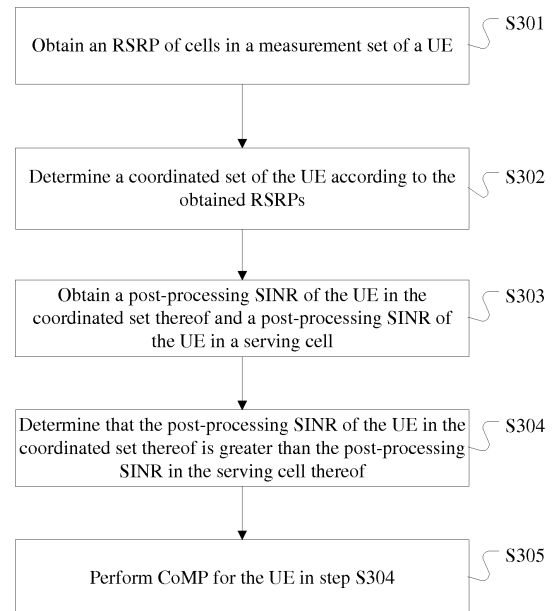 Obtain an RSRP of cells in a measurement set of a UE
S301
Determine a coordinated set of the UE according to the
obtained RSRPs
S302
Obtain a post-processing SINR of the UE in the
coordinated set thereof and a post-processing SINR of
the UE in a serving cell
S303
Determine that the post-processing SINR of the UE in the
coordinated set thereof is greater than the post-processing
SINR in the serving cell thereof
S304
Perform CoMP for the UE in step S304
S305